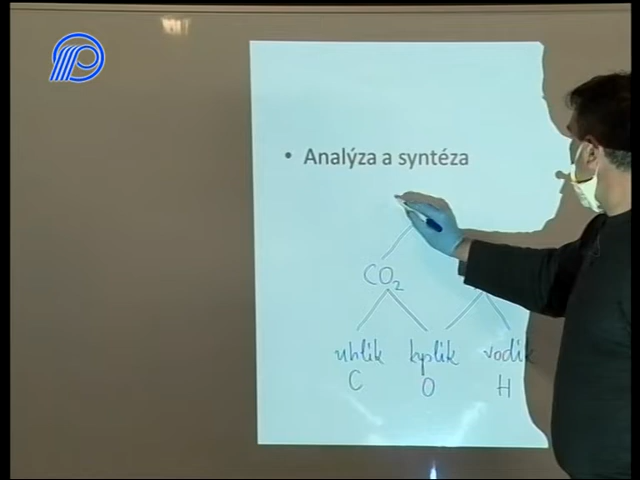 • Analýza a syntéza
CO₂
uhlík kyslík vodík
C O H